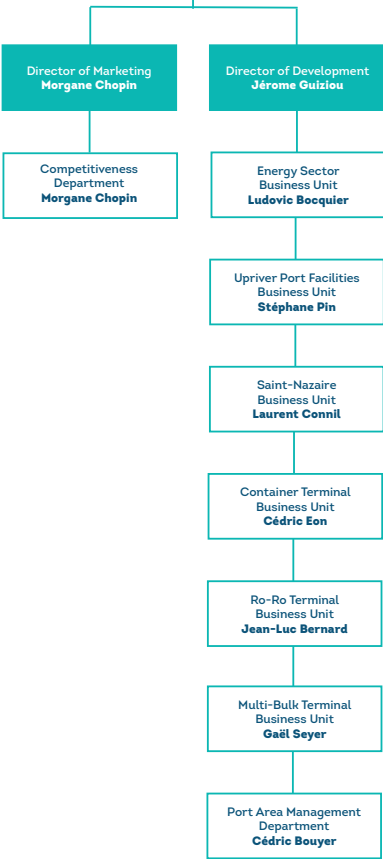 Director of Marketing
Morgane Chopin
Competitiveness
Department
Morgane Chopin
Director of Development
Jérome Guiziou
Energy Sector
Business Unit
Ludovic Bocquier
Upriver Port Facilities
Business Unit
Stéphane Pin
Saint-Nazaire
Business Unit
Laurent Connil
Container Terminal
Business Unit
Cédric Eon
Ro-Ro Terminal
Business Unit
Jean-Luc Bernard
Multi-Bulk Terminal
Business Unit
Gaël Seyer
Port Area Management
Department
Cédric Bouyer